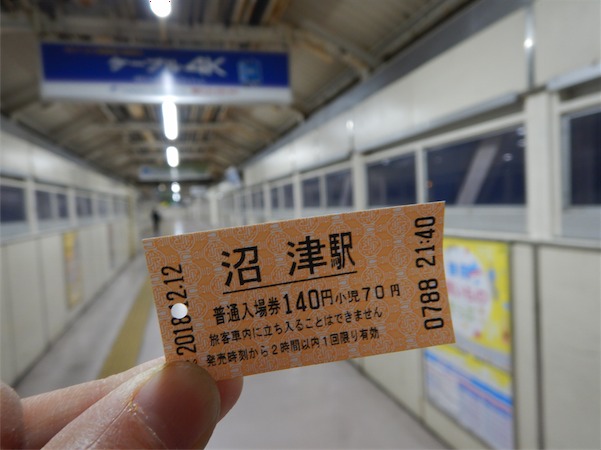 ケーブル4K
沼津駅
普通入場券140円小児70円
旅客車内に立ち入ることはできません
発売時刻から2時間以内1回限り有効
2018.12.12
0788 21:40